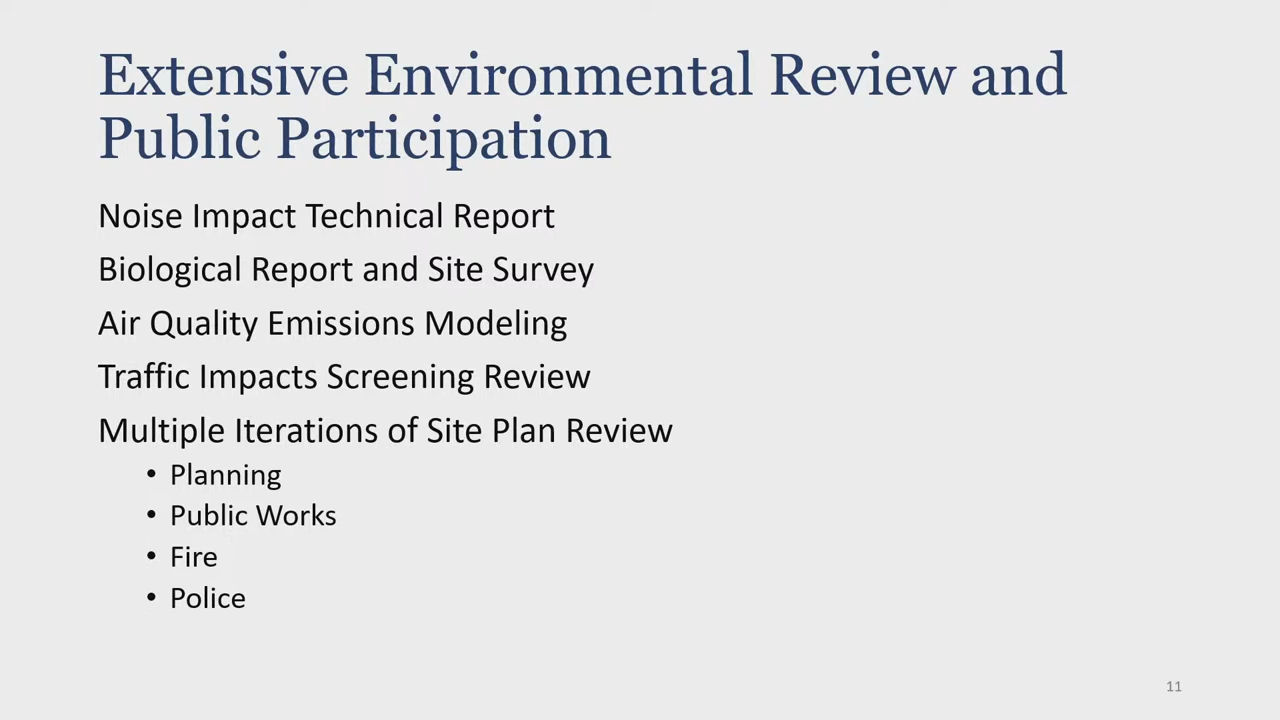 Extensive Environmental Review and
Public Participation
Noise Impact Technical Report
Biological Report and Site Survey
Air Quality Emissions Modeling
Traffic Impacts Screening Review
Multiple Iterations of Site Plan Review
• Planning
• Public Works
• Fire
• Police
11